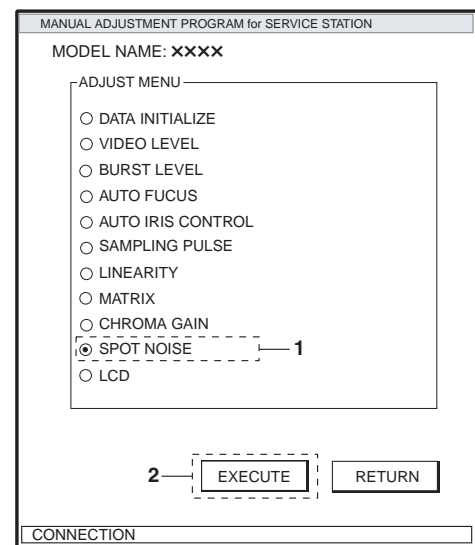 MANUAL ADJUSTMENT PROGRAM for SERVICE STATION
MODEL NAME: ××××
ADJUST MENU
DATA INITIALIZE
VIDEO LEVEL
BURST LEVEL
AUTO FUCUS
AUTO IRIS CONTROL
SAMPLING PULSE
LINEARITY
MATRIX
CHROMA GAIN
SPOT NOISE 1
LCD
2 EXECUTE RETURN
CONNECTION